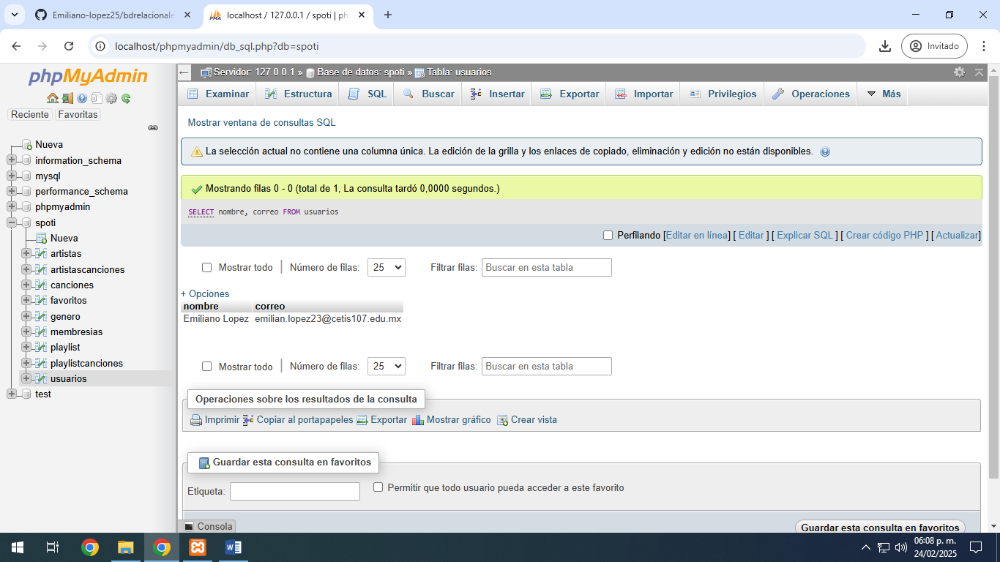 Emiliano-lopez25/bdrelacionale
localhost / 127.0.0.1 / spoti | ph
localhost/phpmyadmin/db_sql.php?db=spoti
Invitado
phpMyAdmin
Reciente Favoritas
Nueva
information_schema
mysql
performance_schema
phpmyadmin
spoti
Nueva
artistas
artistascanciones
canciones
favoritos
genero
membresias
playlist
playlistcanciones
usuarios
test
Servidor: 127.0.0.1 » Base de datos: spoti » Tabla: usuarios
Examinar Estructura SQL Buscar Insertar Exportar Importar Privilegios Operaciones Más
Mostrar ventana de consultas SQL
La selección actual no contiene una columna única. La edición de la grilla y los enlaces de copiado, eliminación y edición no están disponibles.
Mostrando filas 0 - 0 (total de 1, La consulta tardó 0,0000 segundos.)
SELECT nombre, correo FROM usuarios
Perfilando [Editar en línea] [ Editar ] [ Explicar SQL ] [ Crear código PHP ] [ Actualizar]
Mostrar todo | Número de filas: 25 Filtrar filas: Buscar en esta tabla
+ Opciones
nombre correo
Emiliano Lopez emilian.lopez23@cetis107.edu.mx
Mostrar todo | Número de filas: 25 Filtrar filas: Buscar en esta tabla
Operaciones sobre los resultados de la consulta
Imprimir Copiar al portapapeles Exportar Mostrar gráfico Crear vista
Guardar esta consulta en favoritos
Etiqueta: Permitir que todo usuario pueda acceder a este favorito
Consola
Guardar esta consulta en favoritos
06:08 p. m.
24/02/2025